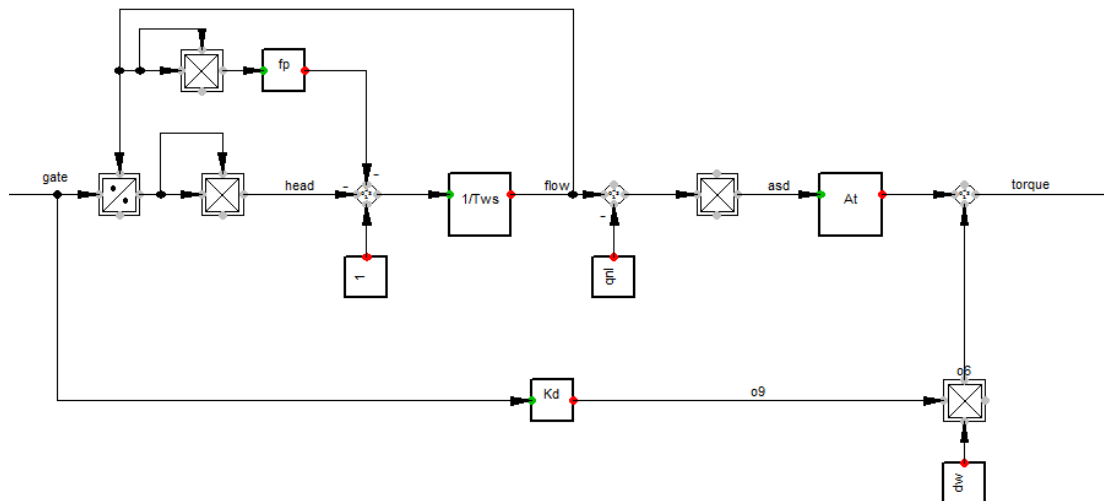 fp
gate
head
-
-
1/Tws
flow
-
asd
At
torque
1
qnl
Kd
o9
o6
dw